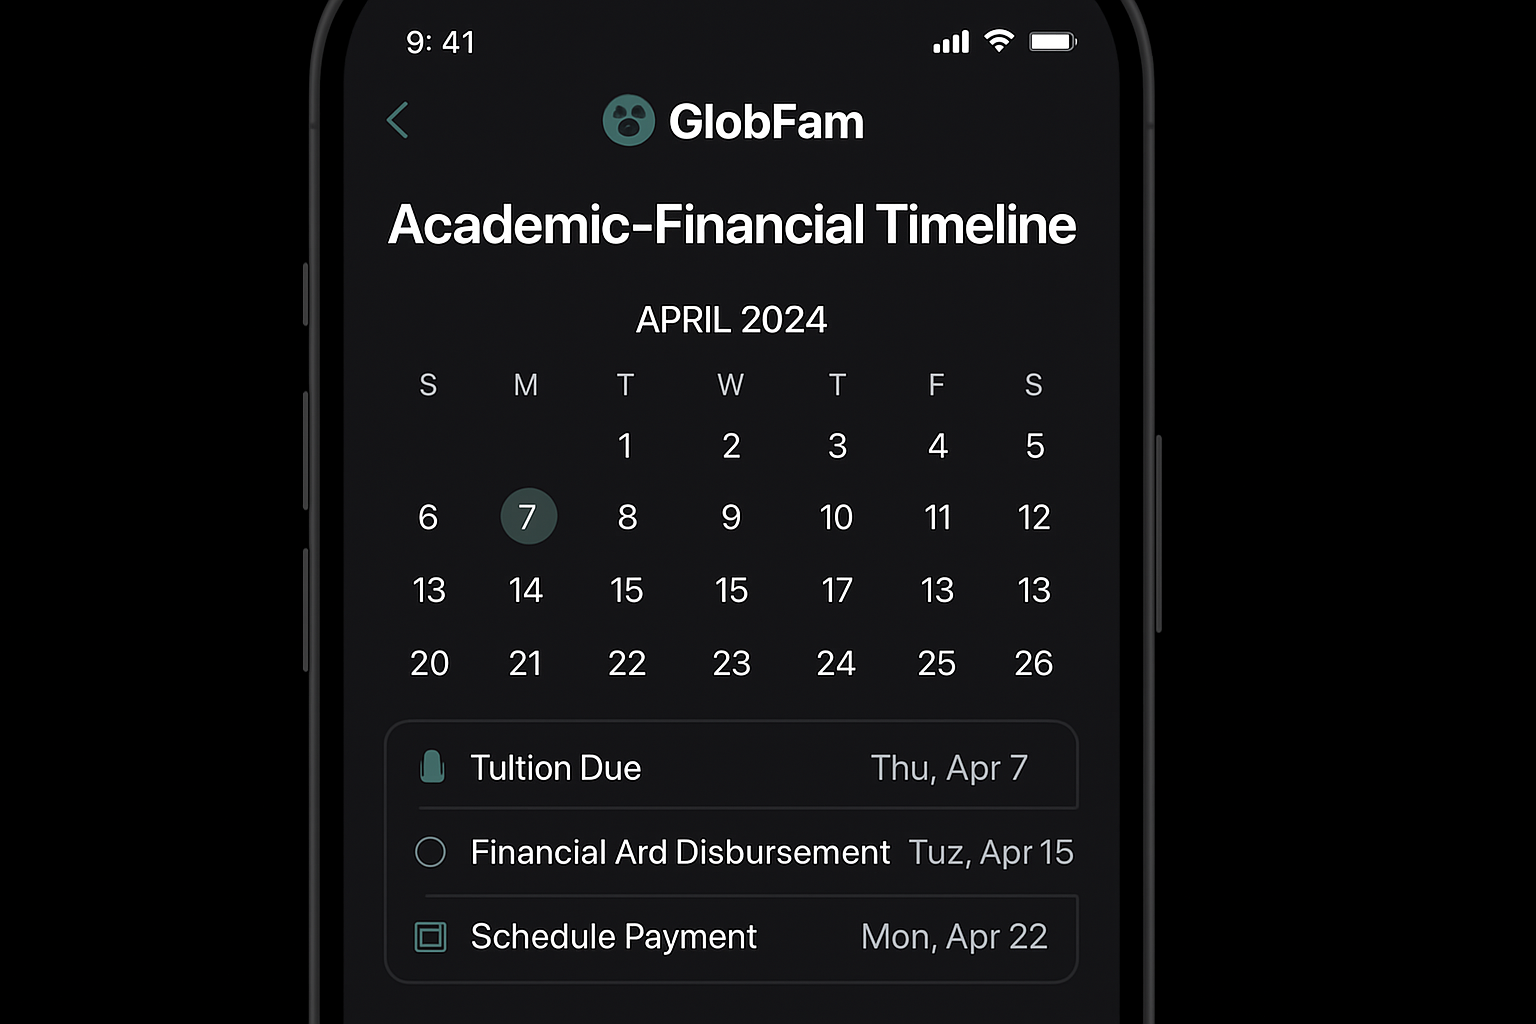 9: 41
GlobFam
Academic-Financial Timeline
APRIL 2024
S M T W T F S
1 2 3 4 5
6 7 8 9 10 11 12
13 14 15 15 17 13 13
20 21 22 23 24 25 26
Tultion Due Thu, Apr 7
Financial Ard Disbursement Tuz, Apr 15
Schedule Payment Mon, Apr 22